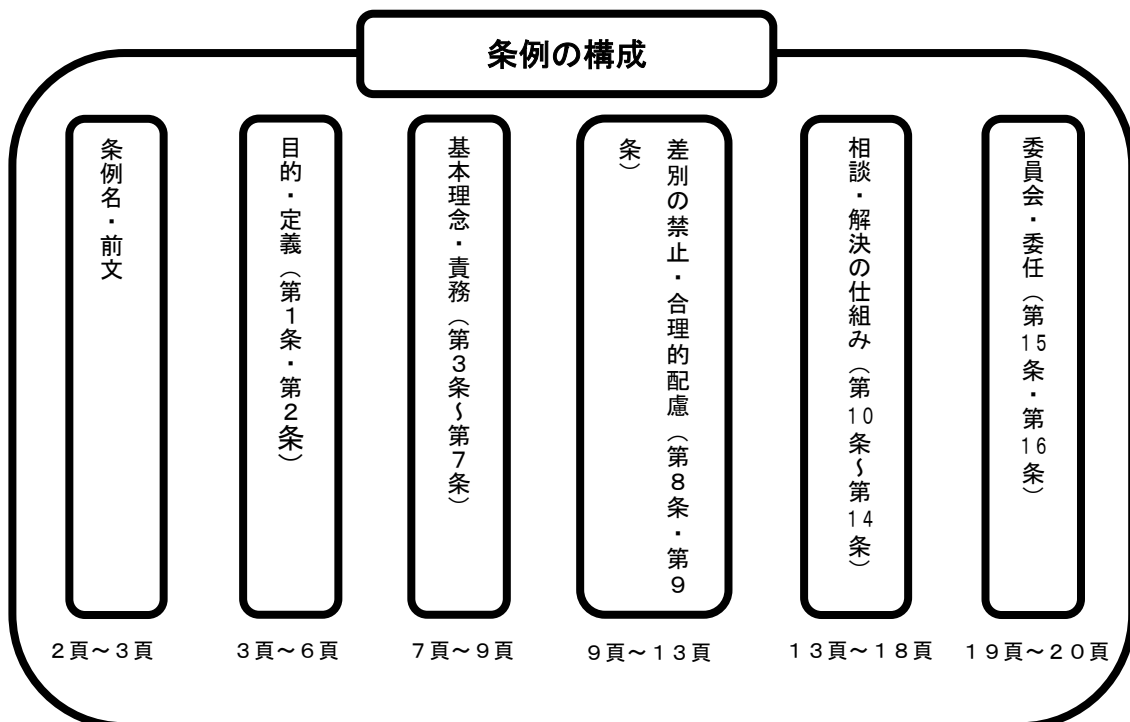 条例の構成
条例名・前文
目的・定義（第１条・第２条）
基本理念・責務（第３条～第７条）
差別の禁止・合理的配慮（第８条・第９
条）
相談・解決の仕組み（第10条～第14条）
委員会・委任（第15条・第16条）
２頁～３頁
３頁～６頁
７頁～９頁
９頁～１３頁
１３頁～１８頁
１９頁～２０頁